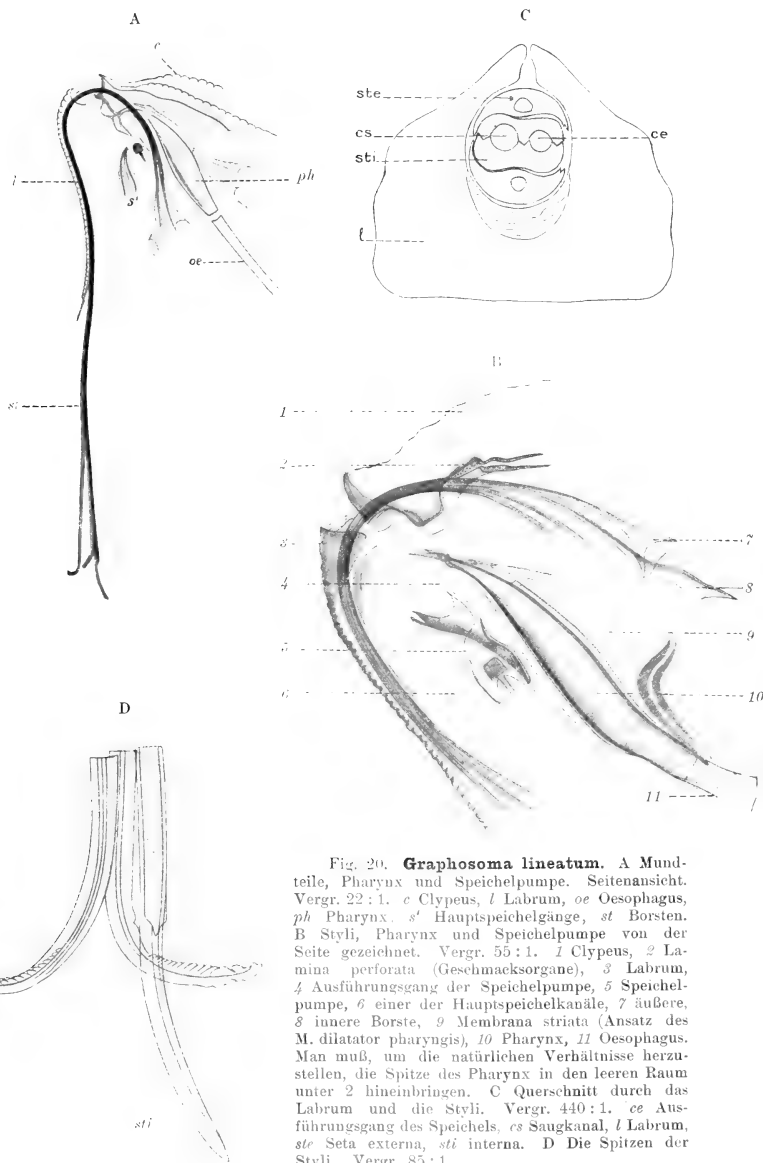 A
c
l
s'
ph
oe
st
C
ste
cs
sti
ce
l
B
1
2
3
4
5
6
7
8
9
10
11
D
sti
Fig. 20. Graphosoma lineatum. A Mund-
teile, Pharynx und Speichelpumpe. Seitenansicht.
Vergr. 22 : 1. c Clypeus, l Labrum, oe Oesophagus,
ph Pharynx, s' Hauptspeichelgänge, st Borsten.
B Styli, Pharynx und Speichelpumpe von der
Seite gezeichnet. Vergr. 55 : 1. 1 Clypeus, 2 La-
mina perforata (Geschmacksorgane), 3 Labrum,
4 Ausführungsgang der Speichelpumpe, 5 Speichel-
pumpe, 6 einer der Hauptspeichelkanäle, 7 äußere,
8 innere Borste, 9 Membrana striata (Ansatz des
M. dilatator pharyngis), 10 Pharynx, 11 Oesophagus.
Man muß, um die natürlichen Verhältnisse herzu-
stellen, die Spitze des Pharynx in den leeren Raum
unter 2 hineinbringen. C Querschnitt durch das
Labrum und die Styli. Vergr. 440 : 1. ce Aus-
führungsgang des Speichels, cs Saugkanal, l Labrum,
ste Seta externa, sti interna. D Die Spitzen der
Styli. Vergr. 85 : 1.